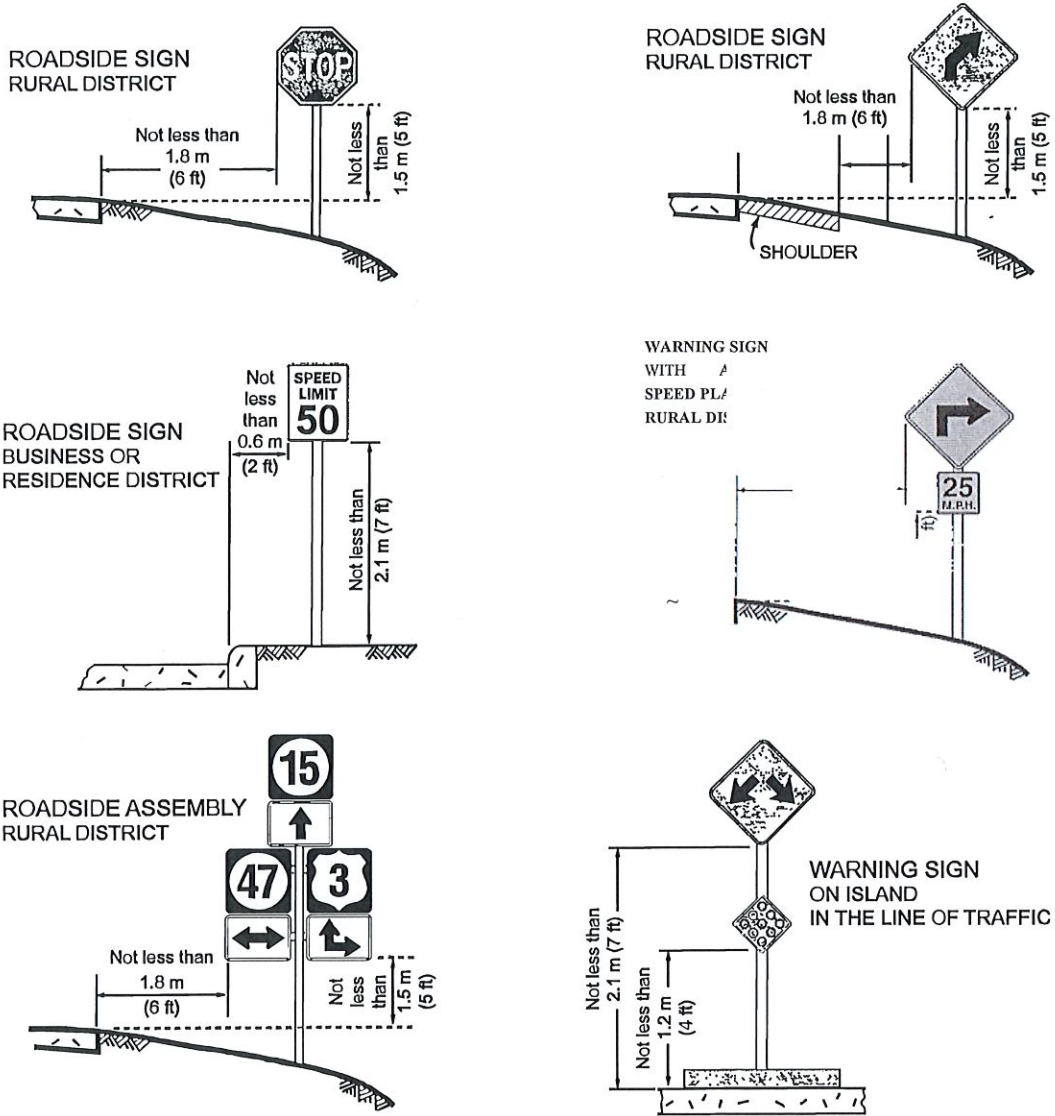 ROADSIDE SIGN
RURAL DISTRICT
STOP
Not less than
1.8 m
(6 ft)
Not less
than
1.5 m (5 ft)
ROADSIDE SIGN
RURAL DISTRICT
Not less than
1.8 m (6 ft)
Not less
than
1.5 m (5 ft)
SHOULDER
ROADSIDE SIGN
BUSINESS OR
RESIDENCE DISTRICT
Not
less
than
0.6 m
(2 ft)
SPEED
LIMIT
50
Not less than
2.1 m (7 ft)
WARNING SIGN
WITH
SPEED
RURAL
25
M.P.H.
ft)
ROADSIDE ASSEMBLY
RURAL DISTRICT
15
47
3
Not less than
1.8 m
(6 ft)
Not
less
than
1.5 m
(5 ft)
WARNING SIGN
ON ISLAND
IN THE LINE OF TRAFFIC
Not less than
2.1 m (7 ft)
Not less than
1.2 m
(4 ft)